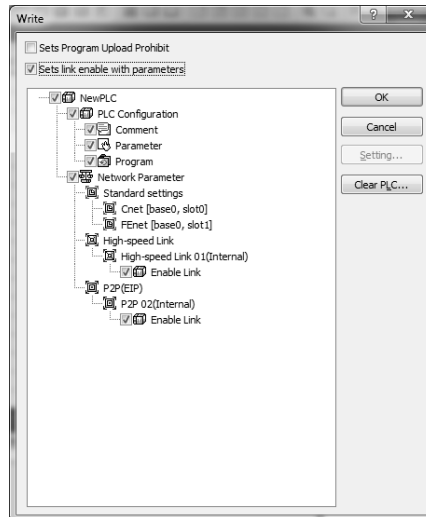 Write
Sets Program Upload Prohibit
Sets link enable with parameters
NewPLC
PLC Configuration
Comment
Parameter
Program
Network Parameter
Standard settings
Cnet [base0, slot0]
FEnet [base0, slot1]
High-speed Link
High-speed Link 01(Internal)
Enable Link
P2P(EIP)
P2P 02(Internal)
Enable Link
OK
Cancel
Setting...
Clear PLC...